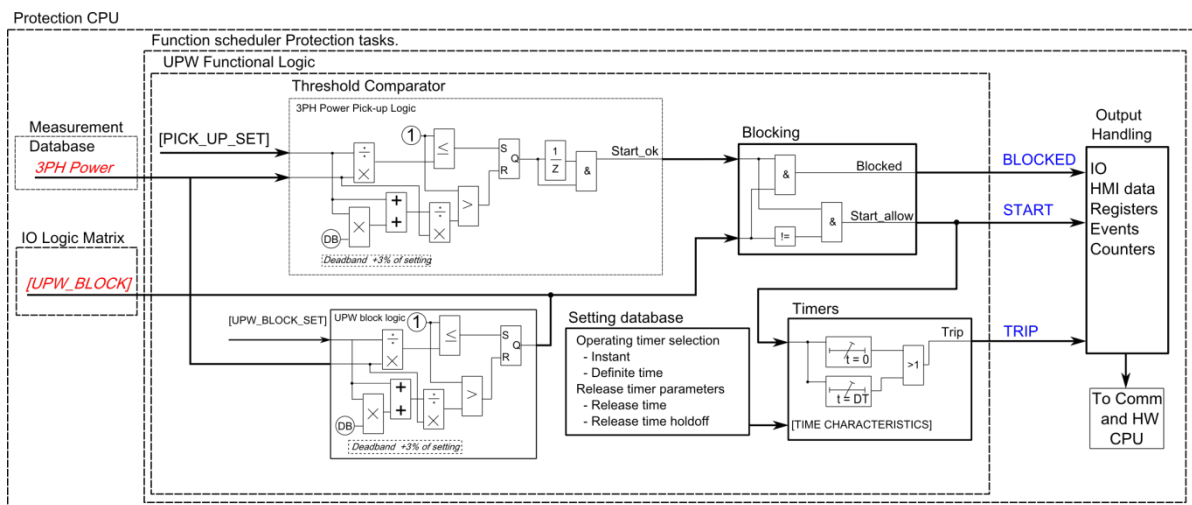 Protection CPU
Function scheduler Protection tasks.
UPW Functional Logic
Threshold Comparator
3PH Power Pick-up Logic
Measurement
Database
3PH Power
[PICK_UP_SET]
÷
×
1
≤
S
R
Q
1
Z
&
Start_ok
+
+
÷
×
>
×
DB
Deadband +3% of setting
Blocking
&
Blocked
&
Start_allow
!=
BLOCKED
START
TRIP
Output
Handling
IO
HMI data
Registers
Events
Counters
IO Logic Matrix
[UPW_BLOCK]
[UPW_BLOCK_SET]
UPW block logic
1
÷
×
≤
S
R
Q
+
+
÷
×
>
×
DB
Deadband +3% of setting
Setting database
Operating timer selection
- Instant
- Definite time
Release timer parameters
- Release time
- Release time holdoff
Timers
t = 0
t = DT
>1
Trip
[TIME CHARACTERISTICS]
To Comm
and HW
CPU